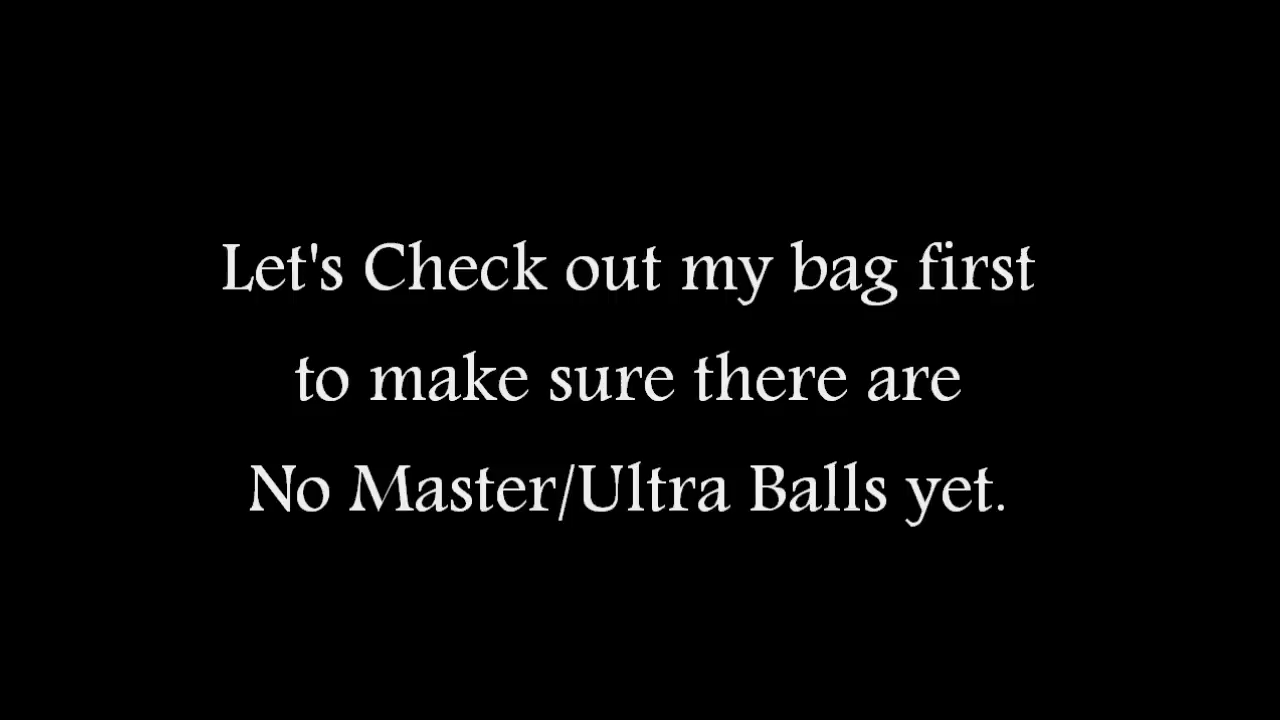 Let's Check out my bag first
to make sure there are
No Master/Ultra Balls yet.